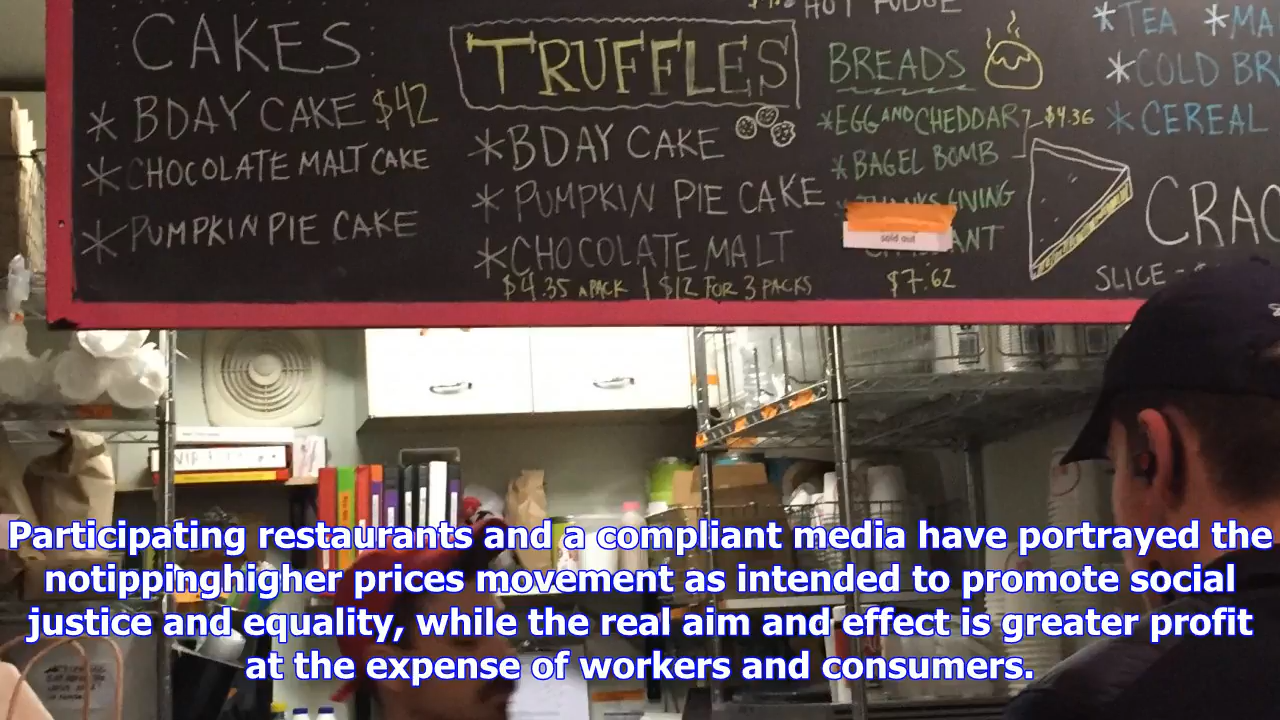 HOT FUDGE
CAKES
* BDAY CAKE $42
* CHOCOLATE MALT CAKE
* PUMPKIN PIE CAKE
TRUFFLES
* BDAY CAKE
* PUMPKIN PIE CAKE
* CHOCOLATE MALT
$4.35 A PACK | $12 FOR 3 PACKS
BREADS
* EGG AND CHEDDAR $4.36
* BAGEL BOMB
sold out
$7.62
* TEA * MA
* COLD BR
* CEREAL
CRAC
SLICE -
Participating restaurants and a compliant media have portrayed the
notippinghigher prices movement as intended to promote social
justice and equality, while the real aim and effect is greater profit
at the expense of workers and consumers.